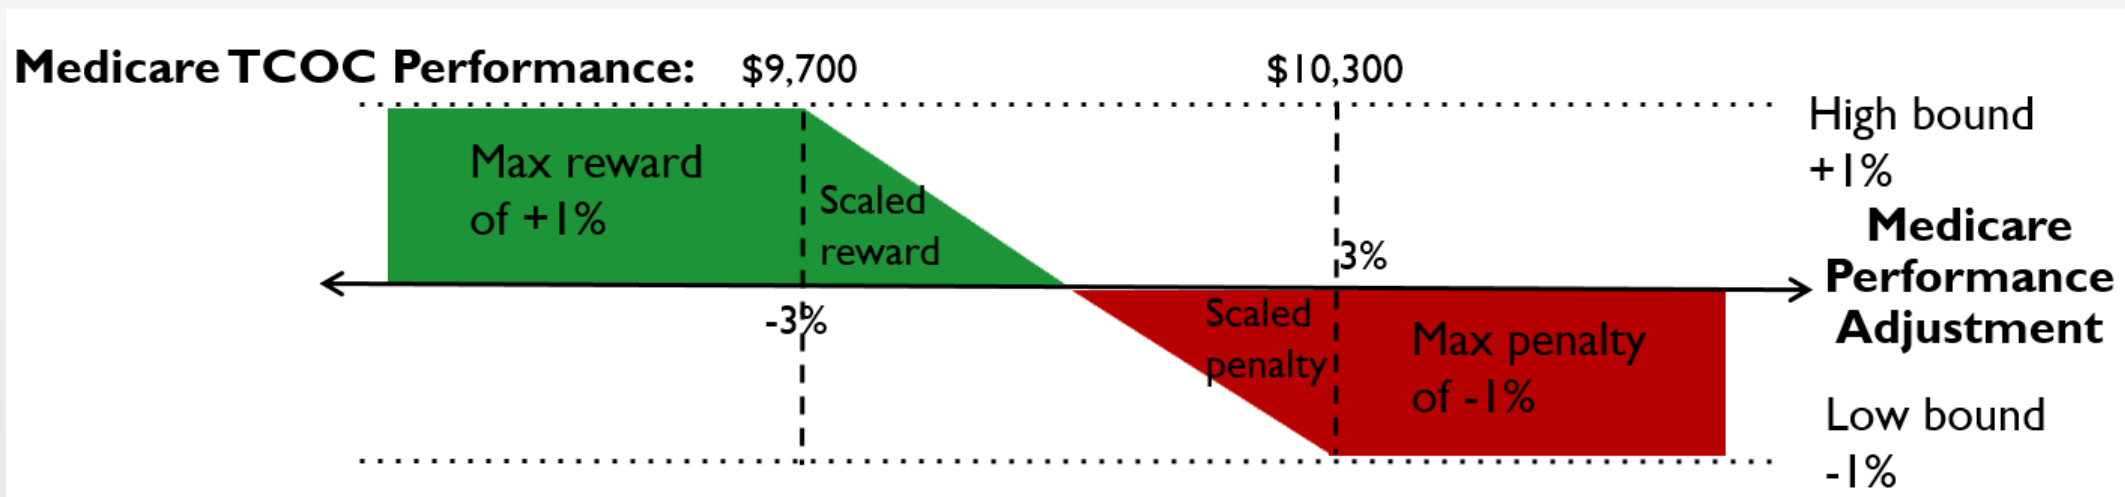 Medicare TCOC Performance:
$9,700
$10,300
High bound
+1%
Max reward
of +1%
Scaled
reward
3%
Medicare
Performance
Adjustment
-3%
Scaled
penalty
Max penalty
of -1%
Low bound
-1%